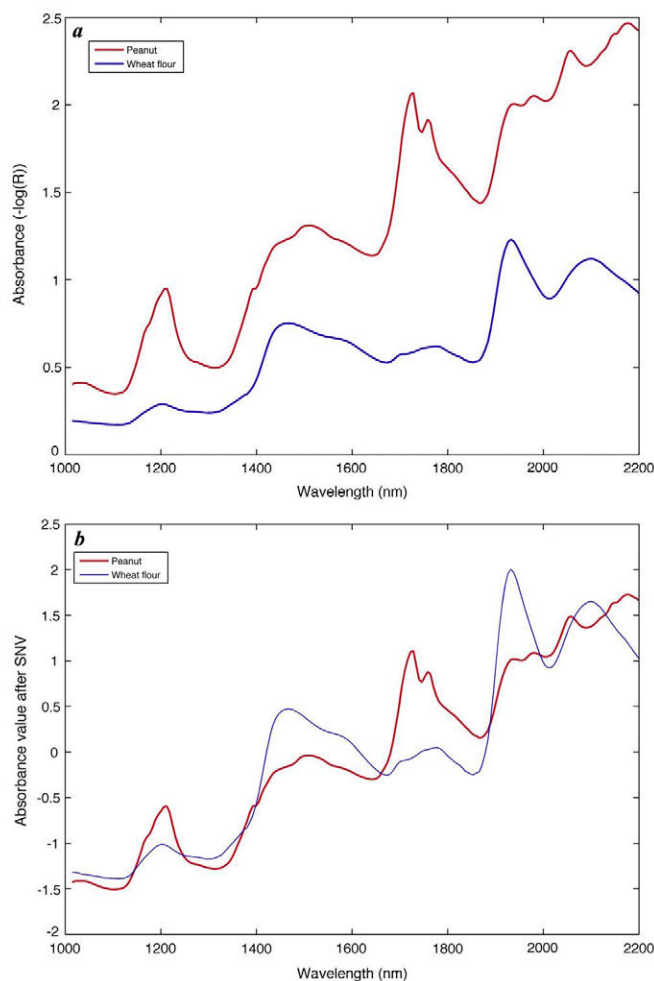 a
Peanut
Wheat flour
2.5
2
1.5
1
0.5
0
Absorbance (-log(R))
1000 1200 1400 1600 1800 2000 2200
Wavelength (nm)
b
Peanut
Wheat flour
2.5
2
1.5
1
0.5
0
-0.5
-1
-1.5
-2
Absorbance value after SNV
1000 1200 1400 1600 1800 2000 2200
Wavelength (nm)